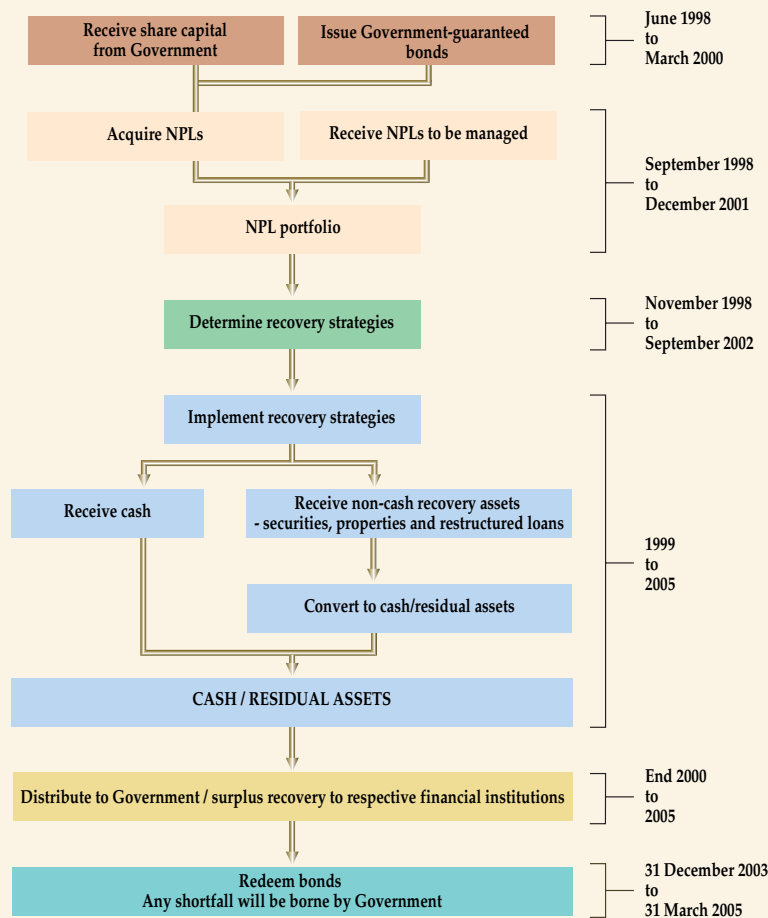 Receive share capital
from Government
Issue Government-guaranteed
bonds
June 1998
to
March 2000
Acquire NPLs
Receive NPLs to be managed
September 1998
to
December 2001
NPL portfolio
Determine recovery strategies
November 1998
to
September 2002
Implement recovery strategies
Receive cash
Receive non-cash recovery assets
- securities, properties and restructured loans
1999
to
2005
Convert to cash/residual assets
CASH / RESIDUAL ASSETS
Distribute to Government / surplus recovery to respective financial institutions
End 2000
to
2005
Redeem bonds
Any shortfall will be borne by Government
31 December 2003
to
31 March 2005